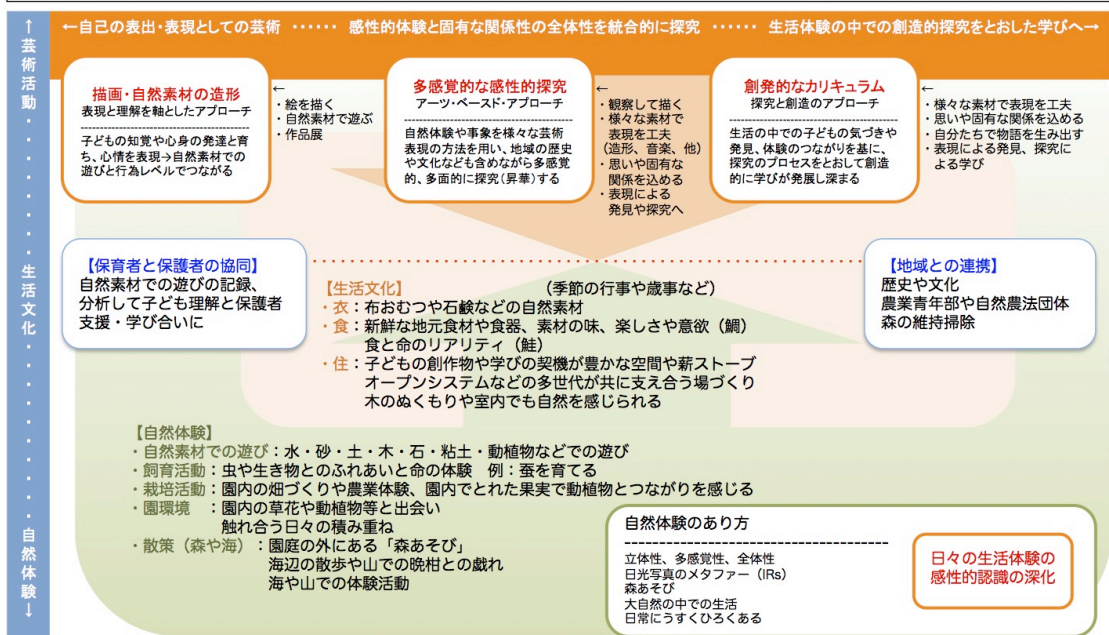 ←自己の表出・表現としての芸術 ‥‥‥ 感性的体験と固有な関係性の全体性を統合的に探究 ‥‥‥ 生活体験の中での創造的探究をとおした学びへ→
↑芸術活動・・・・・・・・生活文化・・・・・・・・自然体験↓
描画・自然素材の造形
表現と理解を軸としたアプローチ
子どもの知覚や心身の発達と育
ち、心情を表現→自然素材での
遊びと行為レベルでつながる
←
・絵を描く
・自然素材で遊ぶ
・作品展
多感覚的な感性的探究
アーツ・ベースド・アプローチ
自然体験や事象を様々な芸術
表現の方法を用い、地域の歴史
や文化なども含めながら多感覚
的、多面的に探究（昇華）する
←
・観察して描く
・様々な素材で
表現を工夫
（造形、音楽、他）
・思いや固有な
関係を込める
・表現による
発見や探究へ
創発的なカリキュラム
探究と創造のアプローチ
生活の中での子どもの気づきや
発見、体験のつながりを基に、
探究のプロセスをとおして創造
的に学びが発展し深まる
←
・様々な素材で表現を工夫
・思いや固有な関係を込める
・自分たちで物語を生み出す
・表現による発見、探究に
よる学び
【保育者と保護者の協同】
自然素材での遊びの記録、
分析して子ども理解と保護者
支援・学び合いに
【生活文化】 （季節の行事や歳事など）
・衣：布おむつや石鹸などの自然素材
・食：新鮮な地元食材や食器、素材の味、楽しさや意欲（鯛）
食と命のリアリティ（鮭）
・住：子どもの創作物や学びの契機が豊かな空間や薪ストーブ
オープンシステムなどの多世代が共に支え合う場づくり
木のぬくもりや室内でも自然を感じられる
【地域との連携】
歴史や文化
農業青年部や自然農法団体
森の維持掃除
【自然体験】
・自然素材での遊び：水・砂・土・木・石・粘土・動植物などでの遊び
・飼育活動：虫や生き物とのふれあいと命の体験　例：蚕を育てる
・栽培活動：園内の畑づくりや農業体験、園内でとれた果実で動植物とつながりを感じる
・園環境　：園内の草花や動植物等と出会い
触れ合う日々の積み重ね
・散策（森や海）：園庭の外にある「森あそび」
海辺の散歩や山での晩柑との戯れ
海や山での体験活動
自然体験のあり方
立体性、多感覚性、全体性
日光写真のメタファー（IRs）
森あそび
大自然の中での生活
日常にうすくひろくある
日々の生活体験の
感性的認識の深化